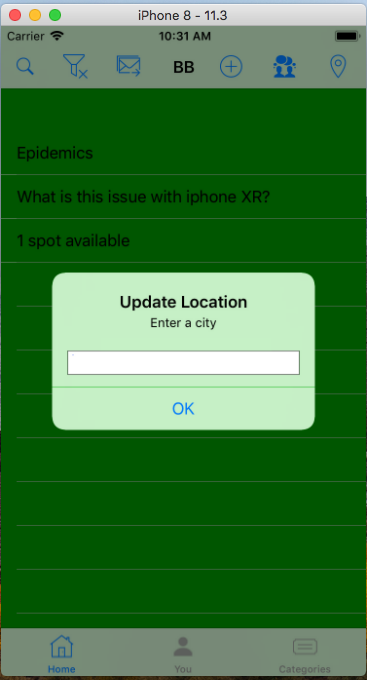 iPhone 8 - 11.3
Carrier 10:31 AM
BB
Epidemics
What is this issue with iphone XR?
1 spot available
Update Location
Enter a city
OK
Home You Categories